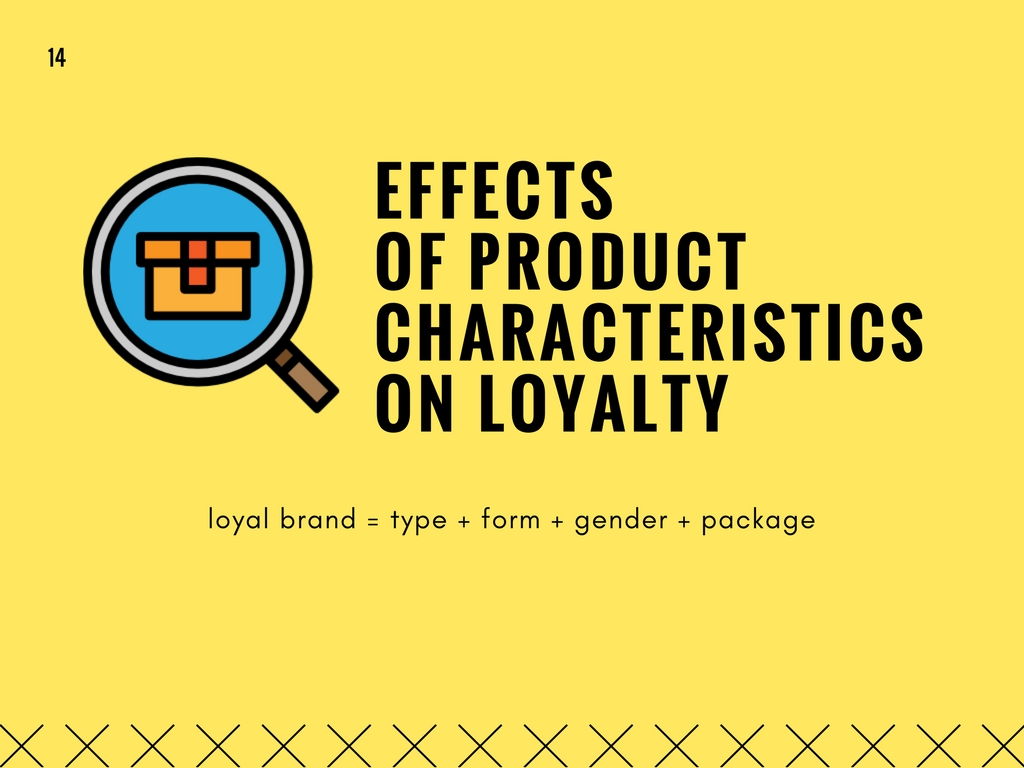 14
EFFECTS
OF PRODUCT
CHARACTERISTICS
ON LOYALTY
loyal brand = type + form + gender + package